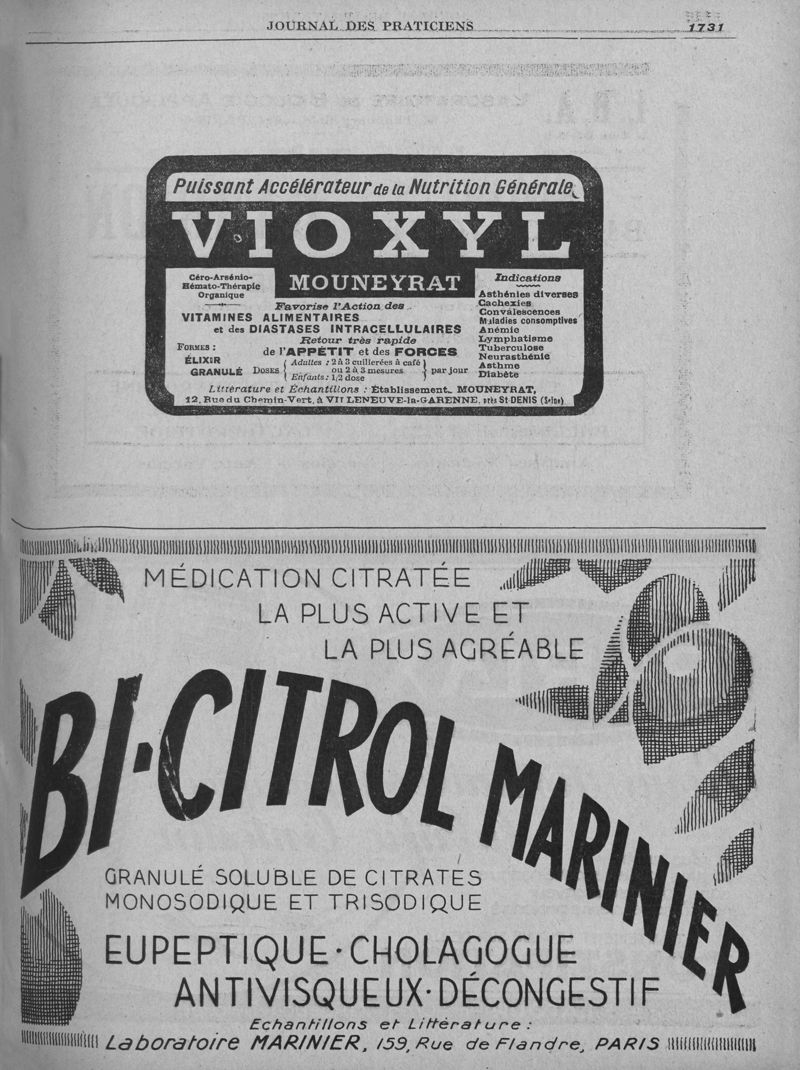 JOURNAL DES PRATICIENS
1731
Puissant Accélérateur de la Nutrition Générale
VIOXYL
MOUNEYRAT
Céro-Arsénio-
Hémato-Thérapie
Organique
Favorise l'Action des
VITAMINES ALIMENTAIRES
et des DIASTASES INTRACELLULAIRES
Retour très rapide
de l'APPÉTIT et des FORCES
FORMES :
ÉLIXIR
GRANULÉ
DOSES
Adultes : 2 à 3 cuillerées à café
ou 2 à 3 mesures
Enfants : 1/2 dose
par jour
Indications
Asthénies diverses
Cachexies
Convalescences
Maladies consomptives
Anémie
Lymphatisme
Tuberculose
Neurasthénie
Asthme
Diabète
Littérature et Échantillons : Établissement MOUNEYRAT,
12, Rue du Chemin-Vert, à VILLENEUVE-la-GARENNE, près St-DENIS (Seine)
MÉDICATION CITRATÉE
LA PLUS ACTIVE ET
LA PLUS AGRÉABLE
BI-CITROL MARINIER
GRANULÉ SOLUBLE DE CITRATES
MONOSODIQUE ET TRISODIQUE
EUPEPTIQUE · CHOLAGOGUE
ANTIVISQUEUX · DÉCONGESTIF
Echantillons et Littérature :
Laboratoire MARINIER, 159, Rue de Flandre, PARIS